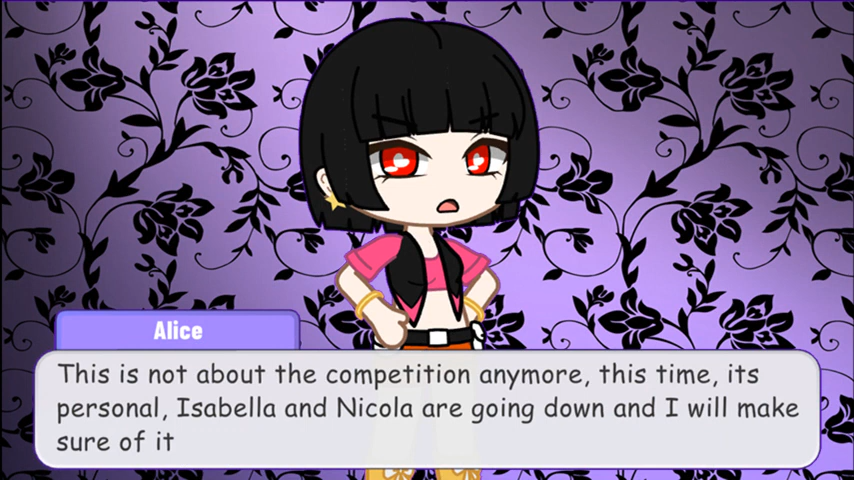 Alice
This is not about the competition anymore, this time, its
personal, Isabella and Nicola are going down and I will make
sure of it